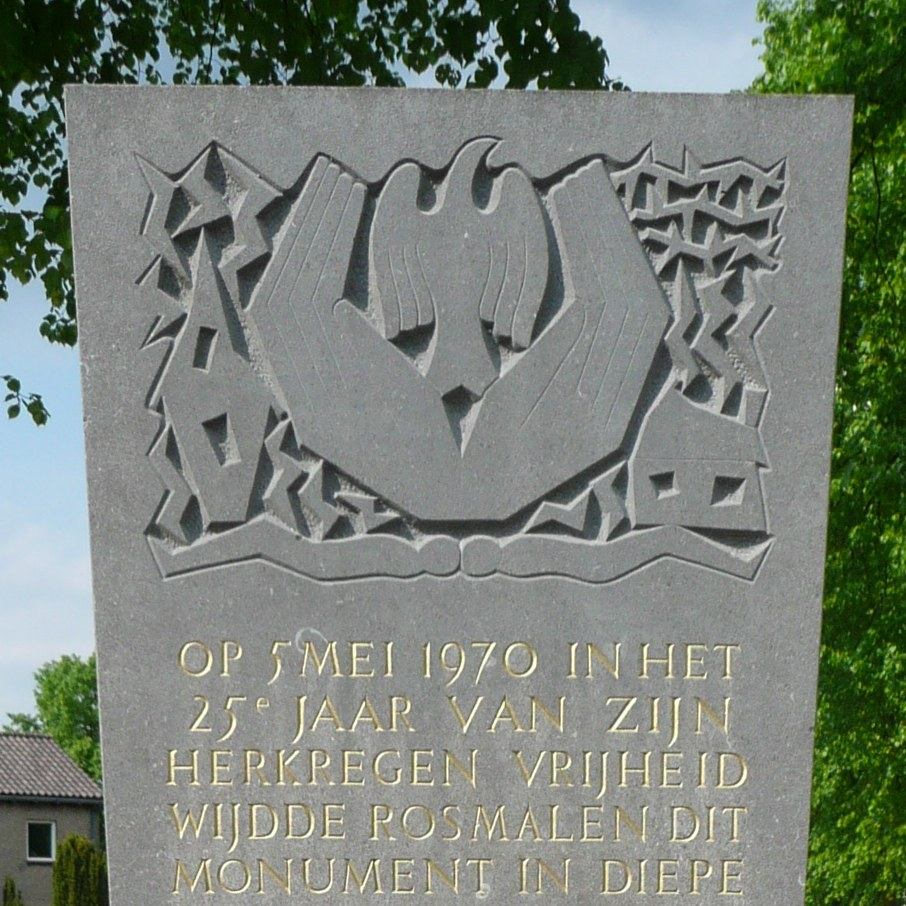 OP 5 MEI 1970 IN HET
25e JAAR VAN ZIJN
HERKREGEN VRIJHEID
WIJDDE ROSMALEN DIT
MONUMENT IN DIEPE